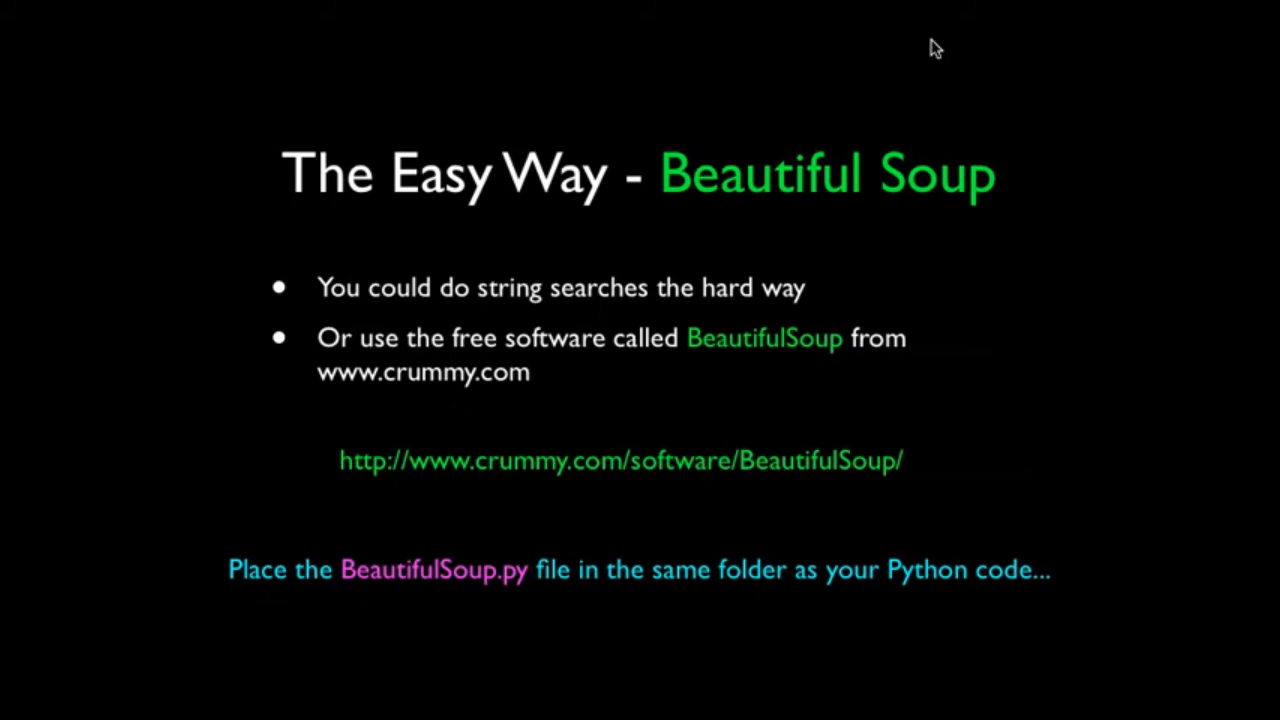 The Easy Way - Beautiful Soup
• You could do string searches the hard way
• Or use the free software called BeautifulSoup from
www.crummy.com
http://www.crummy.com/software/BeautifulSoup/
Place the BeautifulSoup.py file in the same folder as your Python code...